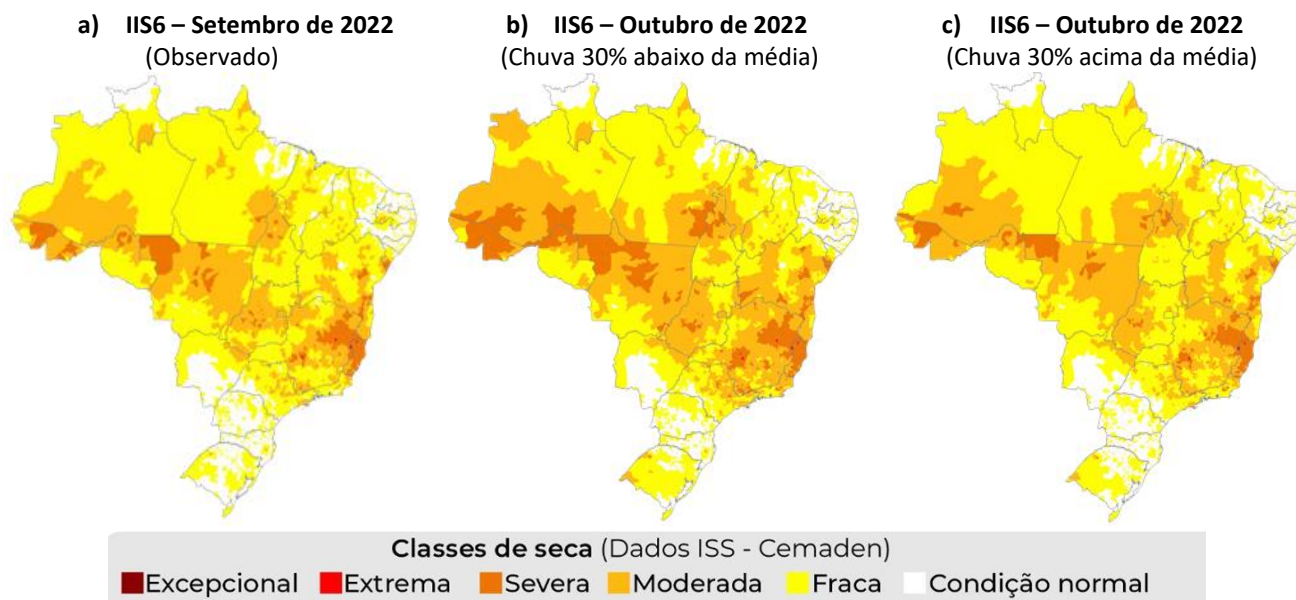 a) IIS6 – Setembro de 2022
(Observado)
b) IIS6 – Outubro de 2022
(Chuva 30% abaixo da média)
c) IIS6 – Outubro de 2022
(Chuva 30% acima da média)
Classes de seca (Dados ISS - Cemaden)
Excepcional Extrema Severa Moderada Fraca Condição normal